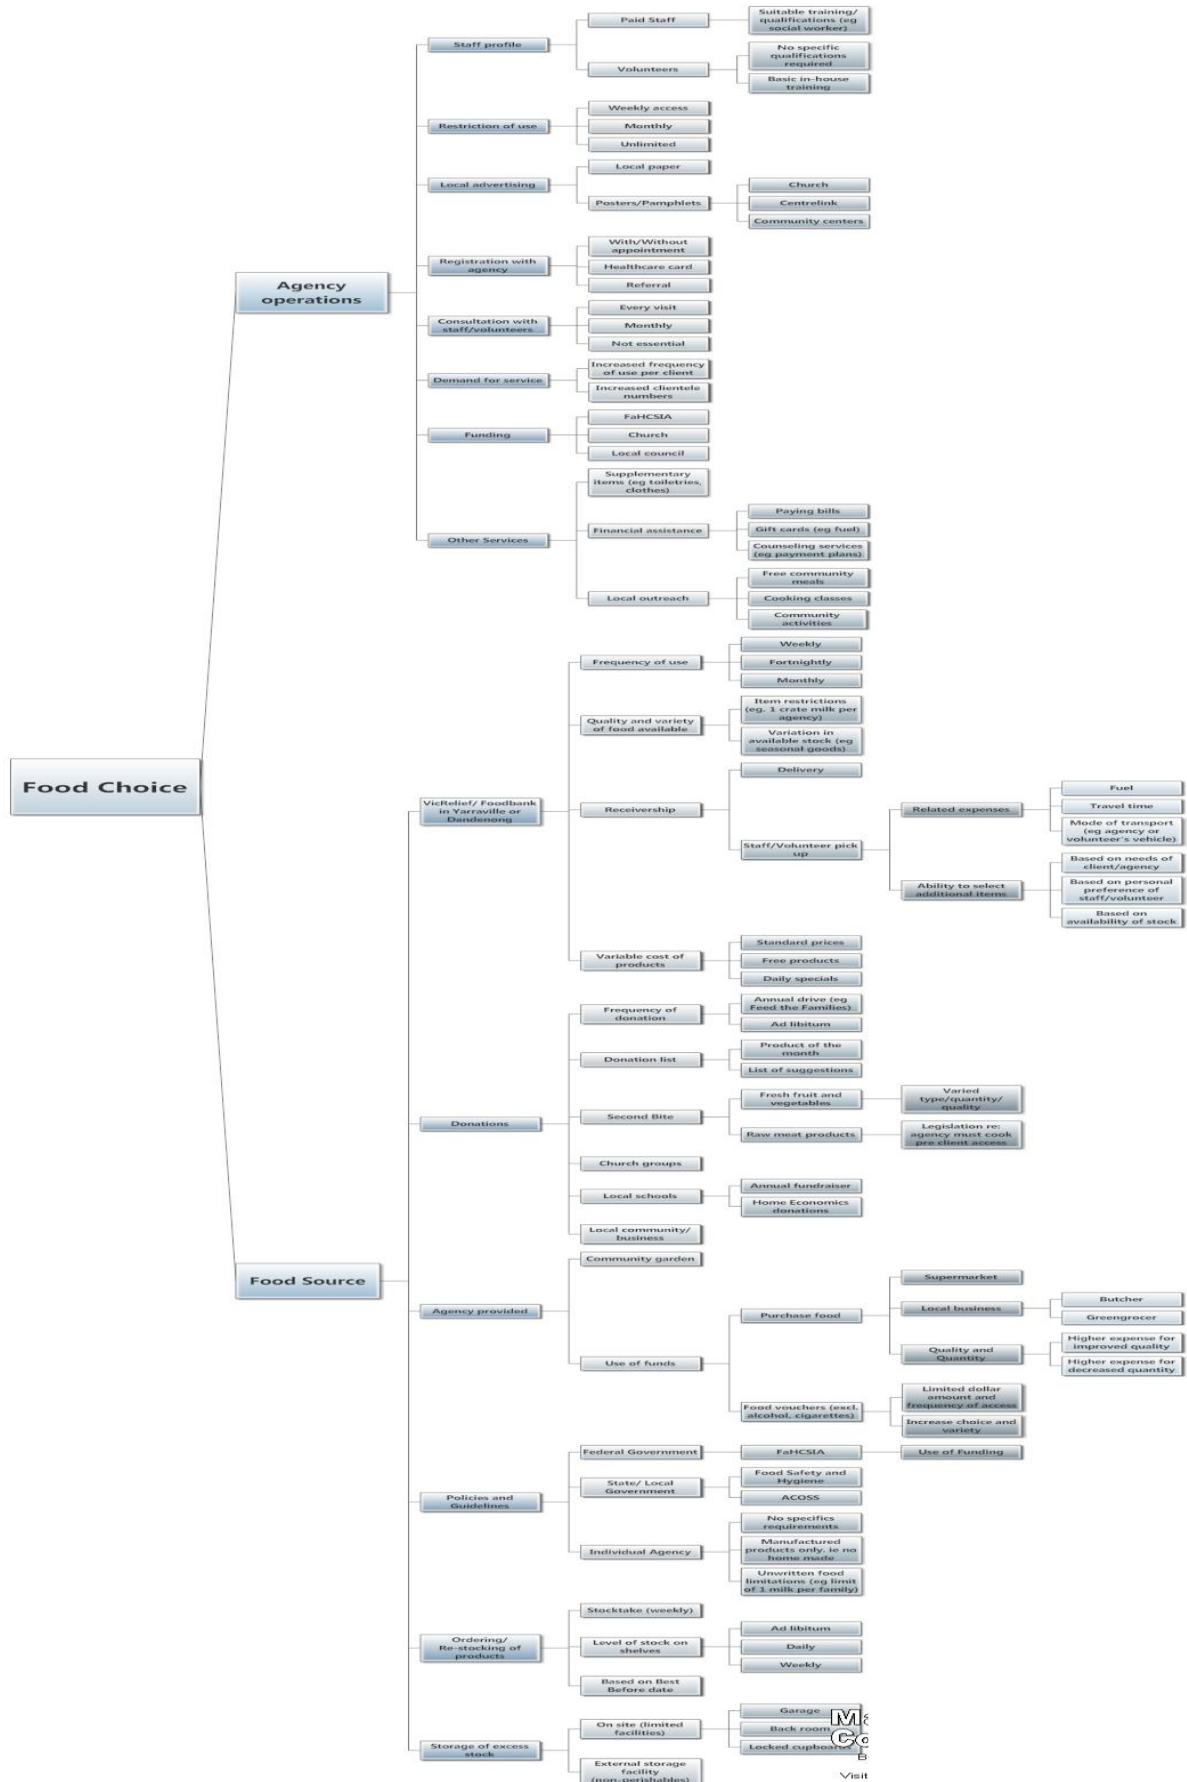 Food Choice
Agency
operations
Staff profile
Paid Staff
Suitable training/
qualifications (eg
social worker)
Volunteers
No specific
qualifications
required
Basic in-house
training
Restriction of use
Weekly access
Monthly
Unlimited
Local advertising
Local paper
Posters/Pamphlets
Church
Centrelink
Community centers
Registration with
agency
With/Without
appointment
Healthcare card
Referral
Consultation with
staff/volunteers
Every visit
Monthly
Not essential
Demand for service
Increased frequency
of use per client
Increased clientele
numbers
Funding
FaHCSIA
Church
Local council
Other Services
Supplementary
items (eg toiletries,
clothes)
Financial assistance
Paying bills
Gift cards (eg fuel)
Counseling services
(eg payment plans)
Local outreach
Free community
meals
Cooking classes
Community
activities
Food Source
VicRelief/ Foodbank
in Yarraville or
Dandenong
Frequency of use
Weekly
Fortnightly
Monthly
Quality and variety
of food available
Item restrictions
(eg. 1 crate milk per
agency)
Variation in
available stock (eg
seasonal goods)
Receivership
Delivery
Staff/Volunteer pick
up
Related expenses
Fuel
Travel time
Mode of transport
(eg agency or
volunteer's vehicle)
Ability to select
additional items
Based on needs of
client/agency
Based on personal
preference of
staff/volunteer
Based on
availability of stock
Variable cost of
products
Standard prices
Free products
Daily specials
Donations
Frequency of
donation
Annual drive (eg
Feed the Families)
Ad libitum
Donation list
Product of the
month
List of suggestions
Second Bite
Fresh fruit and
vegetables
Varied
type/quantity/
quality
Raw meat products
Legislation re:
agency must cook
pre client access
Church groups
Local schools
Annual fundraiser
Home Economics
donations
Local community/
business
Agency provided
Community garden
Use of funds
Purchase food
Supermarket
Local business
Butcher
Greengrocer
Quality and
Quantity
Higher expense for
improved quality
Higher expense for
decreased quantity
Food vouchers (excl.
alcohol, cigarettes)
Limited dollar
amount and
frequency of access
Increase choice and
variety
Policies and
Guidelines
Federal Government
FaHCSIA
Use of Funding
State/ Local
Government
Food Safety and
Hygiene
ACOSS
Individual Agency
No specifics
requirements
Manufactured
products only. ie no
home made
Unwritten food
limitations (eg limit
of 1 milk per family)
Ordering/
Re-stocking of
products
Stocktake (weekly)
Level of stock on
shelves
Ad libitum
Daily
Weekly
Based on Best
Before date
Storage of excess
stock
On site (limited
facilities)
Garage
Back room
Locked cupboards
External storage
facility
(non-perishables)
Visit